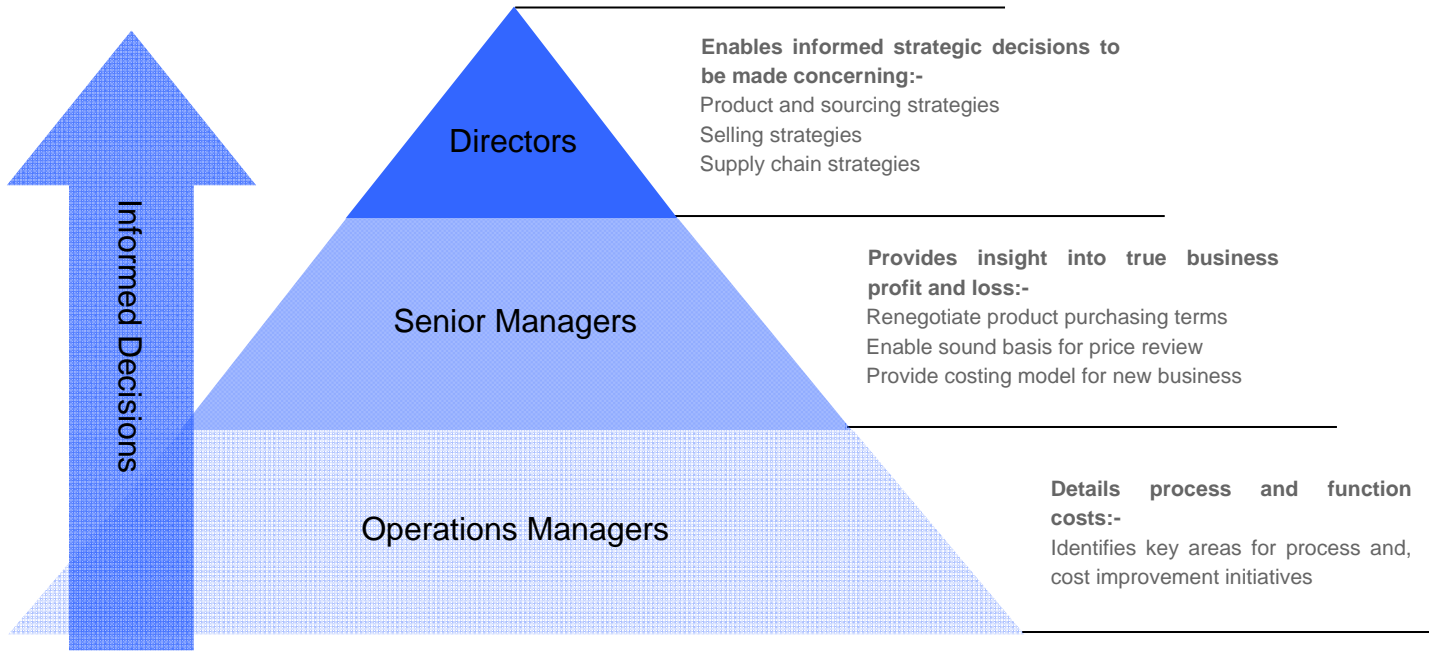 Enables informed strategic decisions to
be made concerning:-
Product and sourcing strategies
Selling strategies
Supply chain strategies
Directors
Informed Decisions
Provides insight into true business
profit and loss:-
Renegotiate product purchasing terms
Enable sound basis for price review
Provide costing model for new business
Senior Managers
Details process and function
costs:-
Identifies key areas for process and,
cost improvement initiatives
Operations Managers